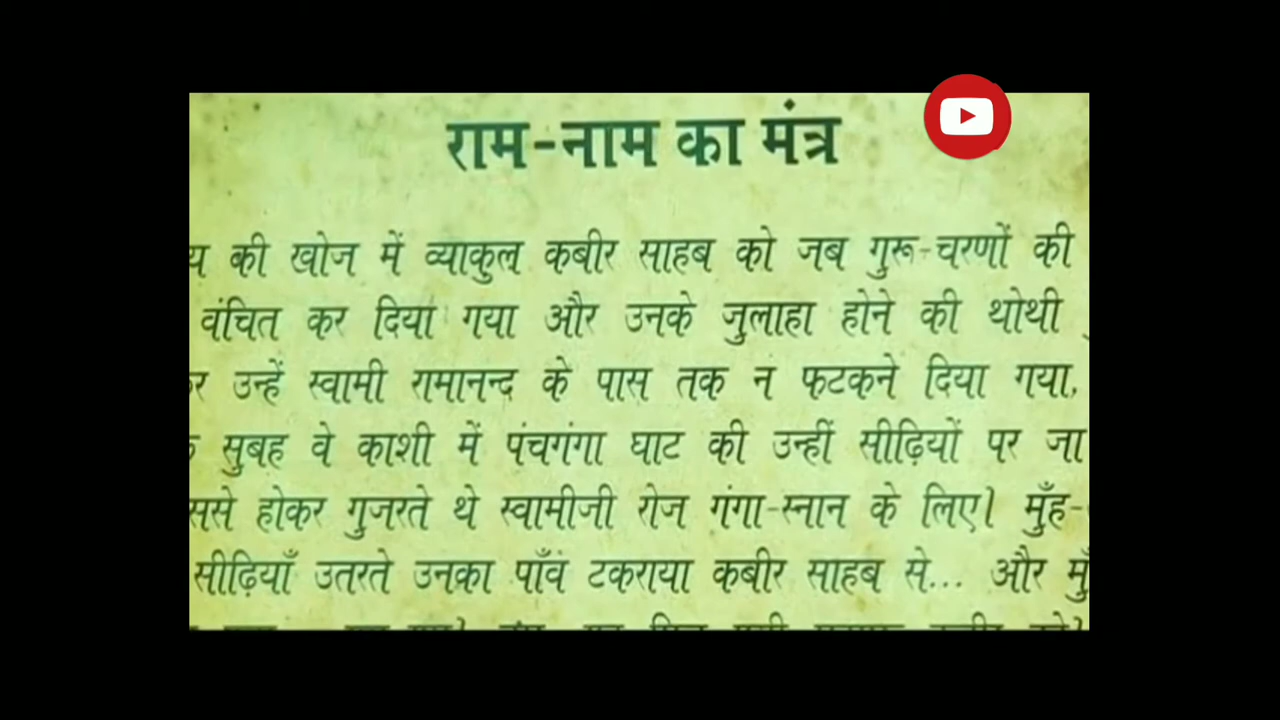 राम-नाम का मंत्र
की खोज में व्याकुल कबीर साहब को जब गुरू-चरणों की
वंचित कर दिया गया और उनके जुलाहा होने की थोथी
उन्हें स्वामी रामानन्द के पास तक न फटकने दिया गया,
सुबह वे काशी में पंचगंगा घाट की उन्हीं सीढ़ियों पर जा
होकर गुजरते थे स्वामीजी रोज गंगा-स्नान के लिए। मुँह-
सीढ़ियाँ उतरते उनका पाँव टकराया कबीर साहब से... और